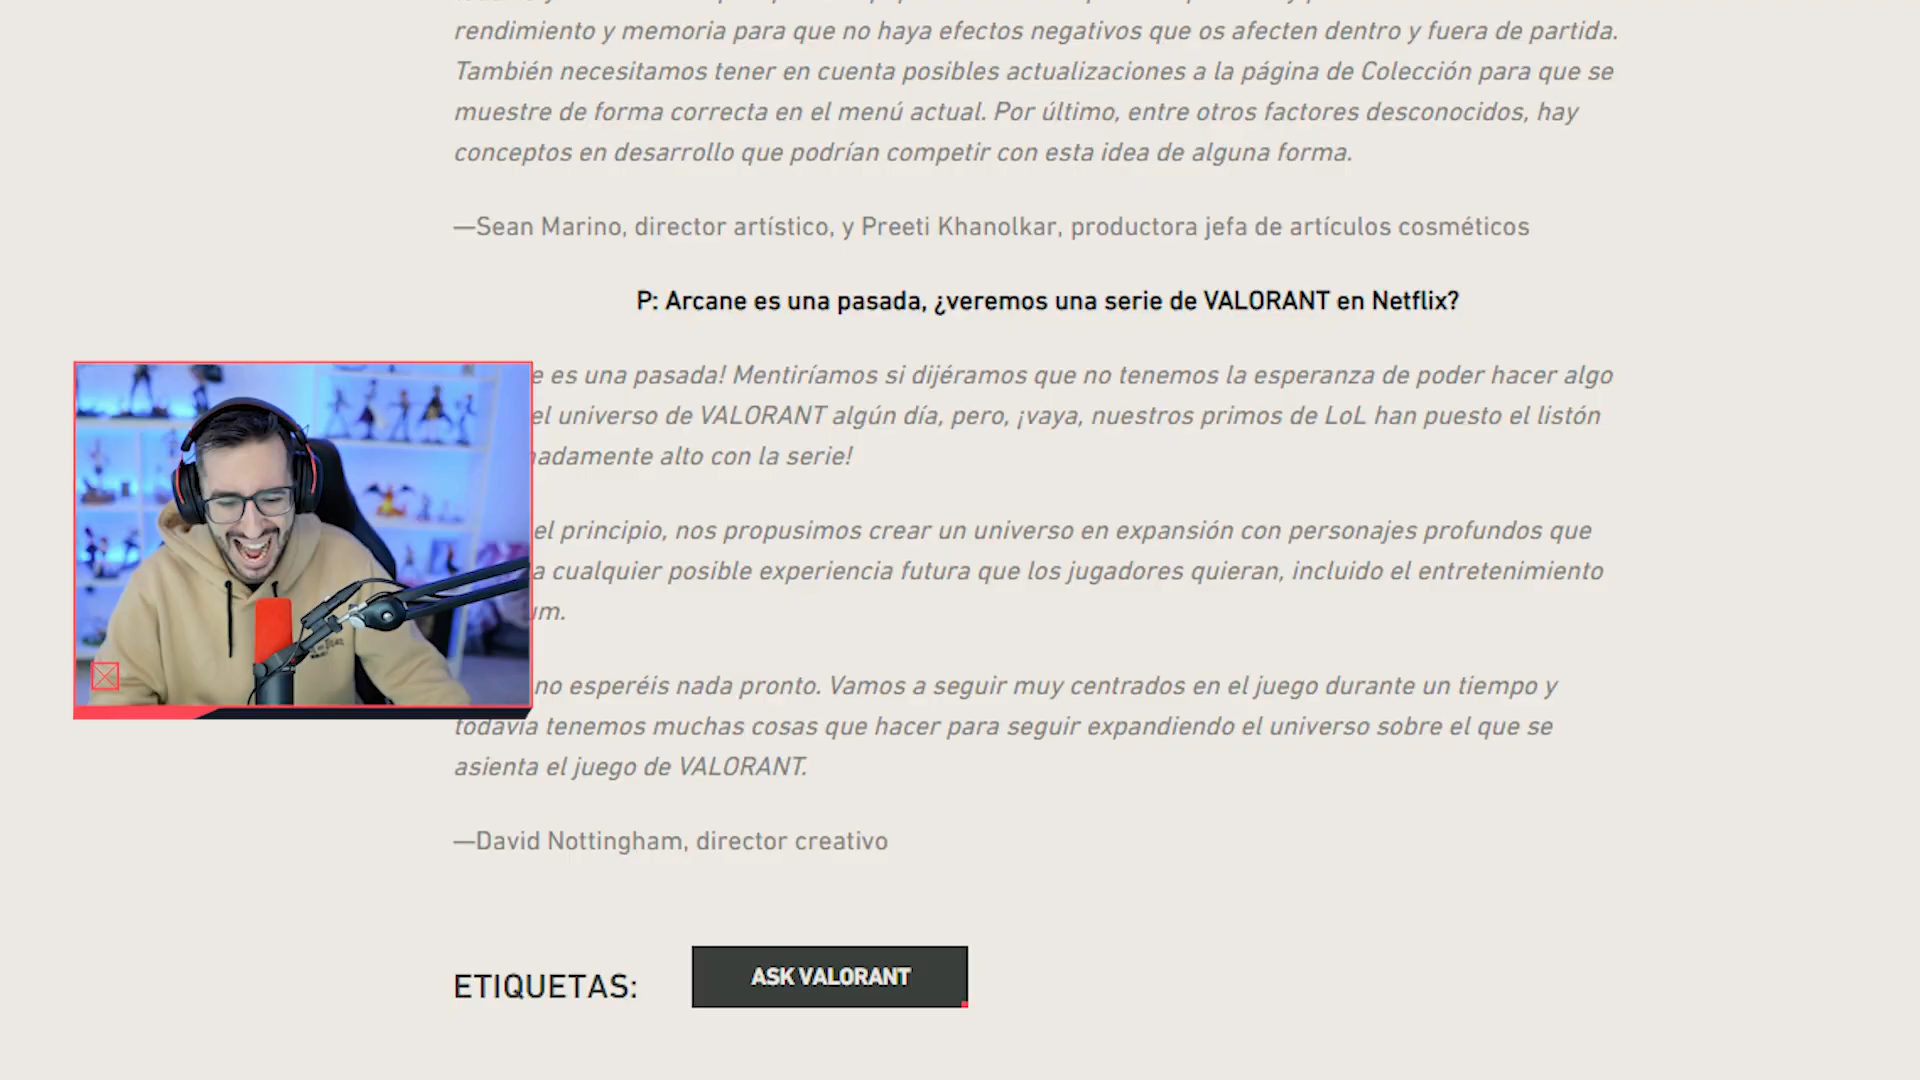 rendimiento y memoria para que no haya efectos negativos que os afecten dentro y fuera de partida.
También necesitamos tener en cuenta posibles actualizaciones a la página de Colección para que se
muestre de forma correcta en el menú actual. Por último, entre otros factores desconocidos, hay
conceptos en desarrollo que podrían competir con esta idea de alguna forma.
—Sean Marino, director artístico, y Preeti Khanolkar, productora jefa de artículos cosméticos
P: Arcane es una pasada, ¿veremos una serie de VALORANT en Netflix?
es una pasada! Mentiríamos si dijéramos que no tenemos la esperanza de poder hacer algo
el universo de VALORANT algún día, pero, ¡vaya, nuestros primos de LoL han puesto el listón
alto con la serie!
el principio, nos propusimos crear un universo en expansión con personajes profundos que
a cualquier posible experiencia futura que los jugadores quieran, incluido el entretenimiento
no esperéis nada pronto. Vamos a seguir muy centrados en el juego durante un tiempo y
todavía tenemos muchas cosas que hacer para seguir expandiendo el universo sobre el que se
asienta el juego de VALORANT.
—David Nottingham, director creativo
ETIQUETAS:
ASK VALORANT